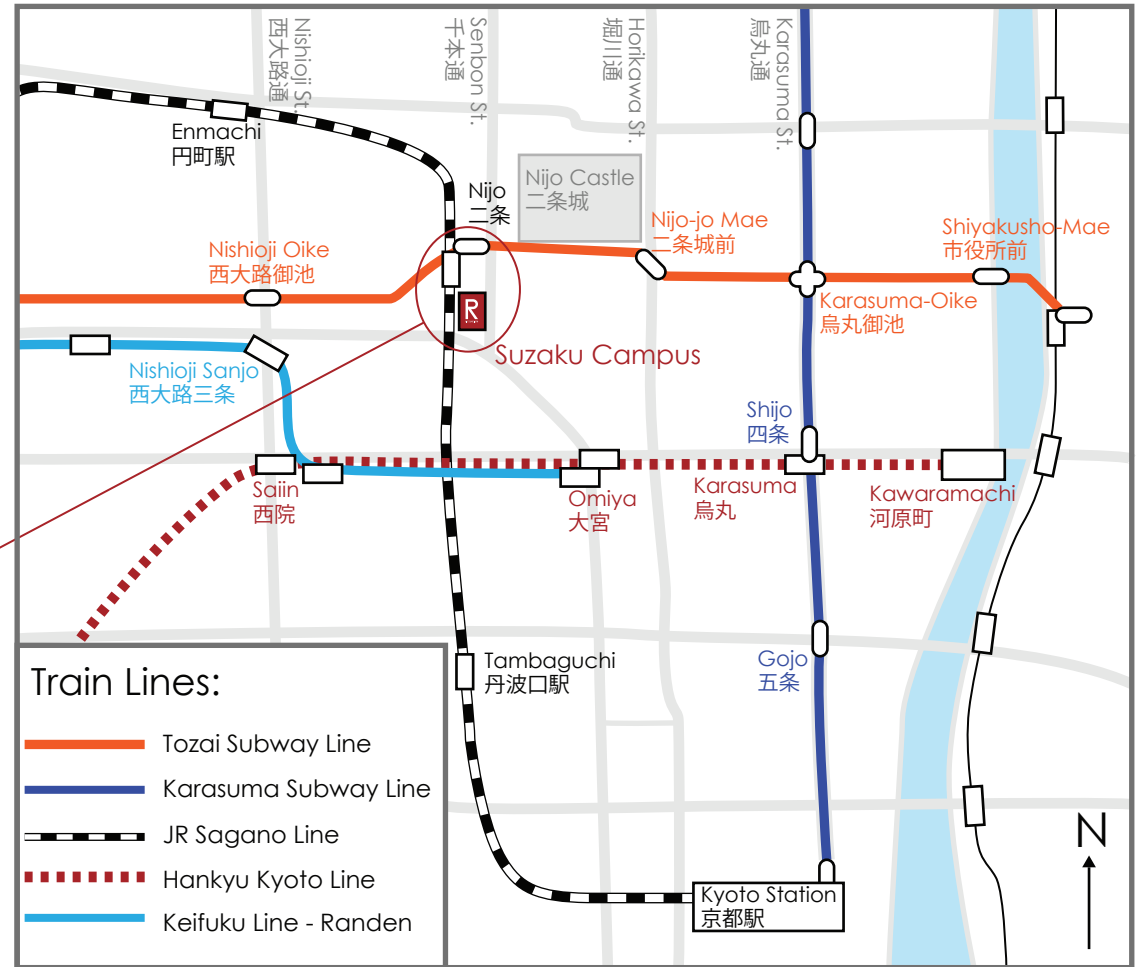 Nishioji St.
西大路通
Senbon St.
千本通
Horikawa St.
堀川通
Karasuma St.
烏丸通
Enmachi
円町駅
Nijo
二条
Nijo Castle
二条城
Nijo-jo Mae
二条城前
Shiyakusho-Mae
市役所前
Nishioji Oike
西大路御池
Karasuma-Oike
烏丸御池
R
Suzaku Campus
Nishioji Sanjo
西大路三条
Shijo
四条
Saiin
西院
Omiya
大宮
Karasuma
烏丸
Kawaramachi
河原町
Tambaguchi
丹波口駅
Gojo
五条
Kyoto Station
京都駅
N
Train Lines:
Tozai Subway Line
Karasuma Subway Line
JR Sagano Line
Hankyu Kyoto Line
Keifuku Line - Randen